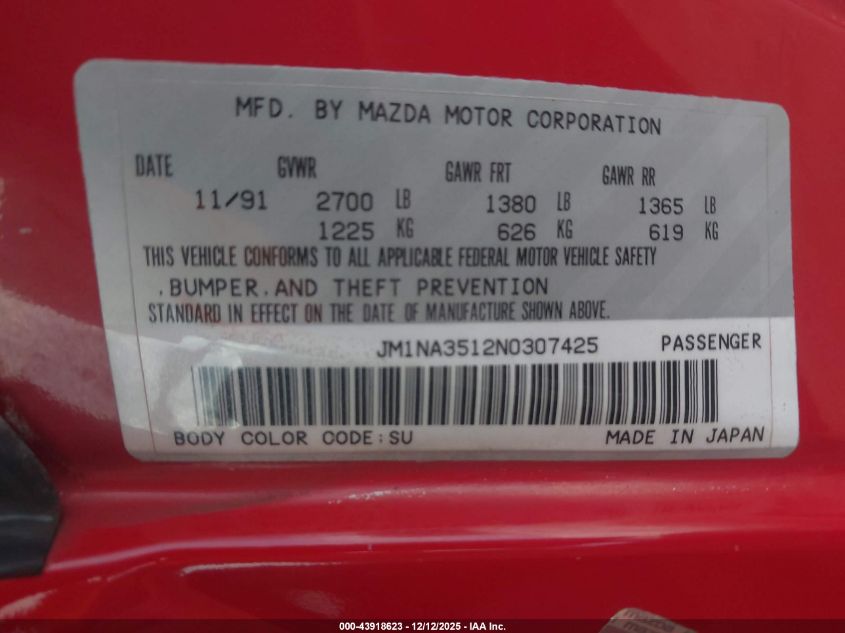 MFD. BY MAZDA MOTOR CORPORATION
DATE GVWR GAWR FRT GAWR RR
11/91 2700 LB 1380 LB 1365 LB
1225 KG 626 KG 619 KG
THIS VEHICLE CONFORMS TO ALL APPLICABLE FEDERAL MOTOR VEHICLE SAFETY
.BUMPER.AND THEFT PREVENTION
STANDARD IN EFFECT ON THE DATE OF MANUFACTURE SHOWN ABOVE.
JM1NA3512N0307425 PASSENGER
BODY COLOR CODE:SU MADE IN JAPAN
000-43918623 - 12/12/2025 - IAA Inc.